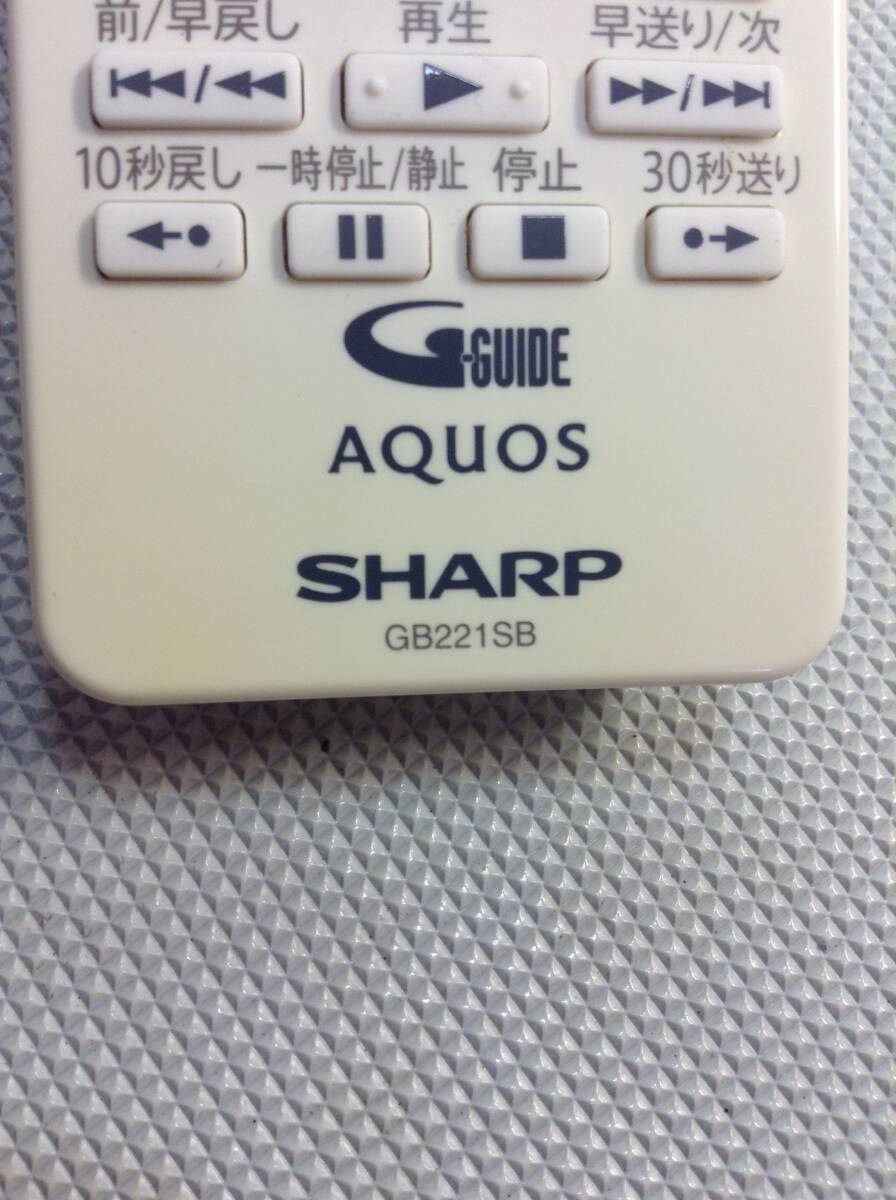 前/早戻し 再生 早送り/次
10秒戻し 一時停止/静止 停止 30秒送り
G-GUIDE
AQUOS
SHARP
GB221SB